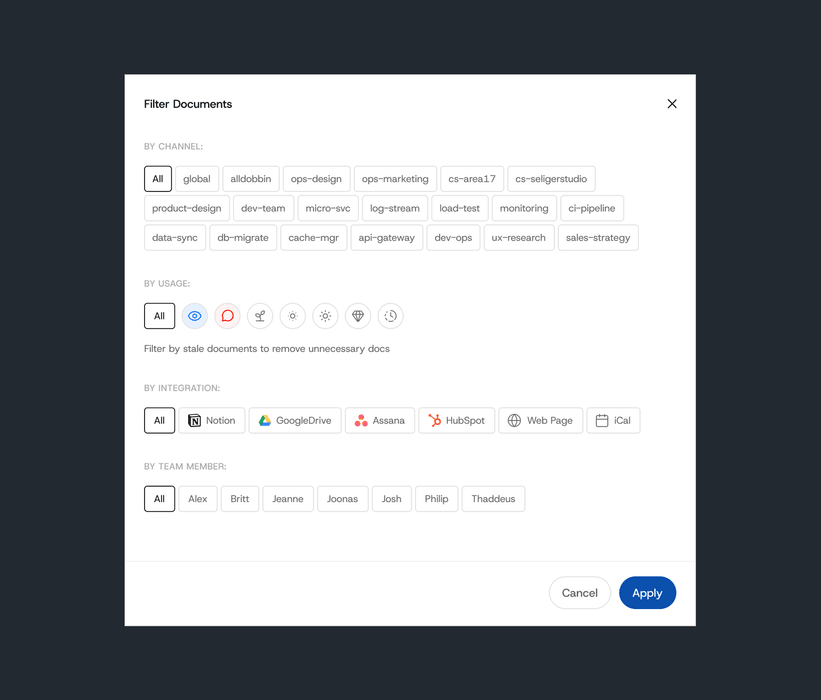 Filter Documents
BY CHANNEL:
All global alldobbin ops-design ops-marketing cs-area17 cs-seligerstudio
product-design dev-team micro-svc log-stream load-test monitoring ci-pipeline
data-sync db-migrate cache-mgr api-gateway dev-ops ux-research sales-strategy
BY USAGE:
All
Filter by stale documents to remove unnecessary docs
BY INTEGRATION:
All Notion GoogleDrive Assana HubSpot Web Page iCal
BY TEAM MEMBER:
All Alex Britt Jeanne Joonas Josh Philip Thaddeus
Cancel Apply